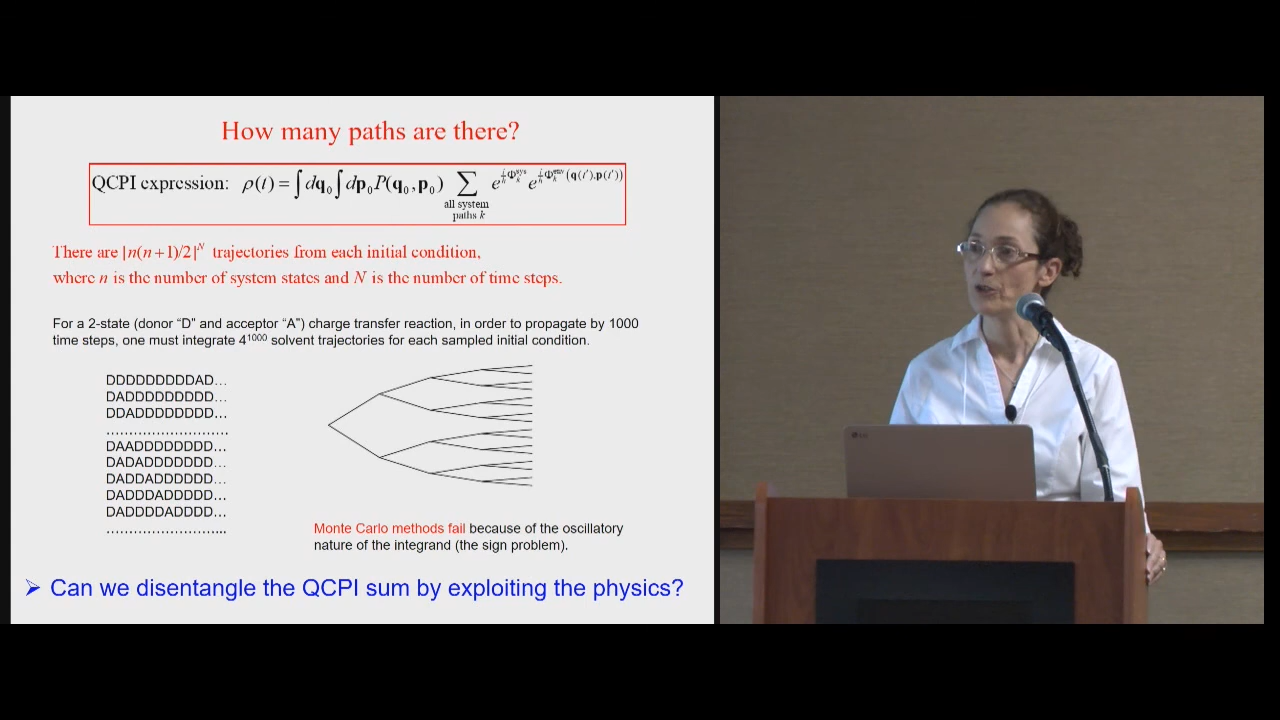 How many paths are there?
QCPI expression: ρ(t) = ∫dq₀∫dp₀P(q₀,p₀) ∑ e^{(i/ħ)Φ_k^{sys}} e^{(i/ħ)Φ_k^{env}(q(t'),p(t'))}
all system
paths k
There are |n(n+1)/2|ᴺ trajectories from each initial condition,
where n is the number of system states and N is the number of time steps.
For a 2-state (donor “D” and acceptor “A”) charge transfer reaction, in order to propagate by 1000
time steps, one must integrate 4¹⁰⁰⁰ solvent trajectories for each sampled initial condition.
DDDDDDDDDAD…
DADDDDDDDDD…
DDADDDDDDDD…
………………………
DAADDDDDDDD…
DADADDDDDDD…
DADDADDDDDD…
DADDDADDDDD…
DADDDDADDDD…
……………………...
Monte Carlo methods fail because of the oscillatory
nature of the integrand (the sign problem).
➢ Can we disentangle the QCPI sum by exploiting the physics?